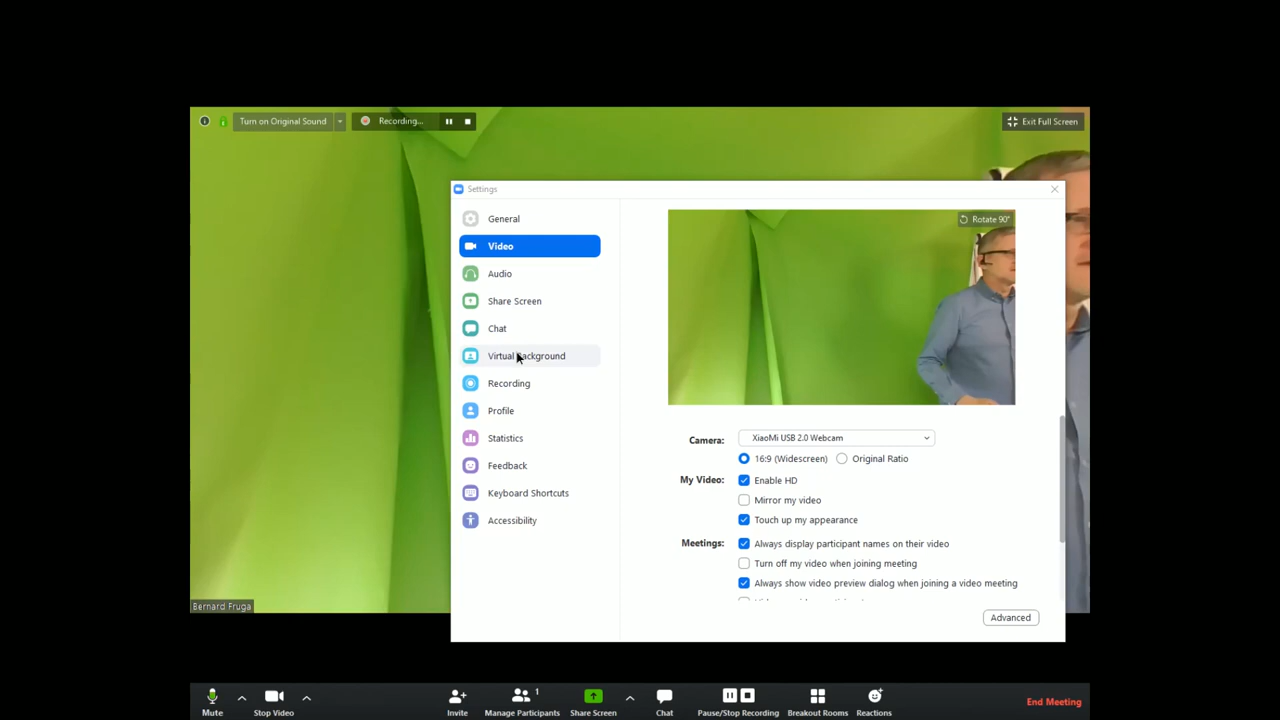 Turn on Original Sound
Recording...
Exit Full Screen
Settings
General
Video
Audio
Share Screen
Chat
Virtual Background
Recording
Profile
Statistics
Feedback
Keyboard Shortcuts
Accessibility
Rotate 90°
Camera: XiaoMi USB 2.0 Webcam
16:9 (Widescreen) Original Ratio
My Video: Enable HD
Mirror my video
Touch up my appearance
Meetings: Always display participant names on their video
Turn off my video when joining meeting
Always show video preview dialog when joining a video meeting
Advanced
Bernard Fruga
1
Mute Stop Video Invite Manage Participants Share Screen Chat Pause/Stop Recording Breakout Rooms Reactions End Meeting